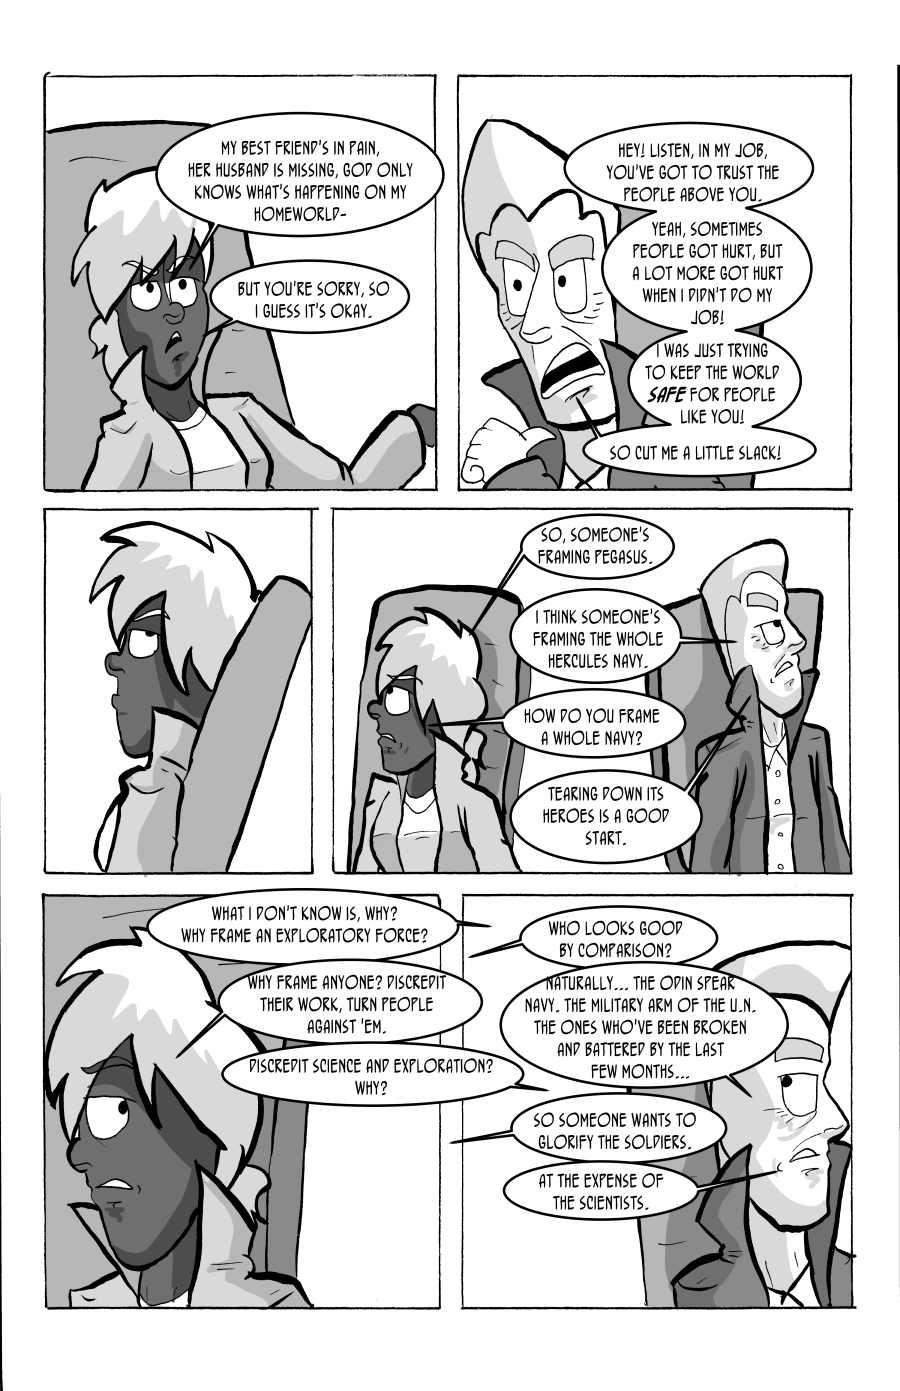 MY BEST FRIEND'S IN PAIN,
HER HUSBAND IS MISSING, GOD ONLY
KNOWS WHAT'S HAPPENING ON MY
HOMEWORLD-
BUT YOU'RE SORRY, SO
I GUESS IT'S OKAY.
HEY! LISTEN, IN MY JOB,
YOU'VE GOT TO TRUST THE
PEOPLE ABOVE YOU.
YEAH, SOMETIMES
PEOPLE GOT HURT, BUT
A LOT MORE GOT HURT
WHEN I DIDN'T DO MY
JOB!
I WAS JUST TRYING
TO KEEP THE WORLD
SAFE FOR PEOPLE
LIKE YOU!
SO CUT ME A LITTLE SLACK!
SO, SOMEONE'S
FRAMING PEGASUS.
I THINK SOMEONE'S
FRAMING THE WHOLE
HERCULES NAVY.
HOW DO YOU FRAME
A WHOLE NAVY?
TEARING DOWN ITS
HEROES IS A GOOD
START.
WHAT I DON'T KNOW IS, WHY?
WHY FRAME AN EXPLORATORY FORCE?
WHY FRAME ANYONE? DISCREDIT
THEIR WORK, TURN PEOPLE
AGAINST 'EM.
DISCREDIT SCIENCE AND EXPLORATION?
WHY?
WHO LOOKS GOOD
BY COMPARISON?
NATURALLY... THE ODIN SPEAR
NAVY. THE MILITARY ARM OF THE U.N.
THE ONES WHO'VE BEEN BROKEN
AND BATTERED BY THE LAST
FEW MONTHS...
SO SOMEONE WANTS TO
GLORIFY THE SOLDIERS.
AT THE EXPENSE OF
THE SCIENTISTS.